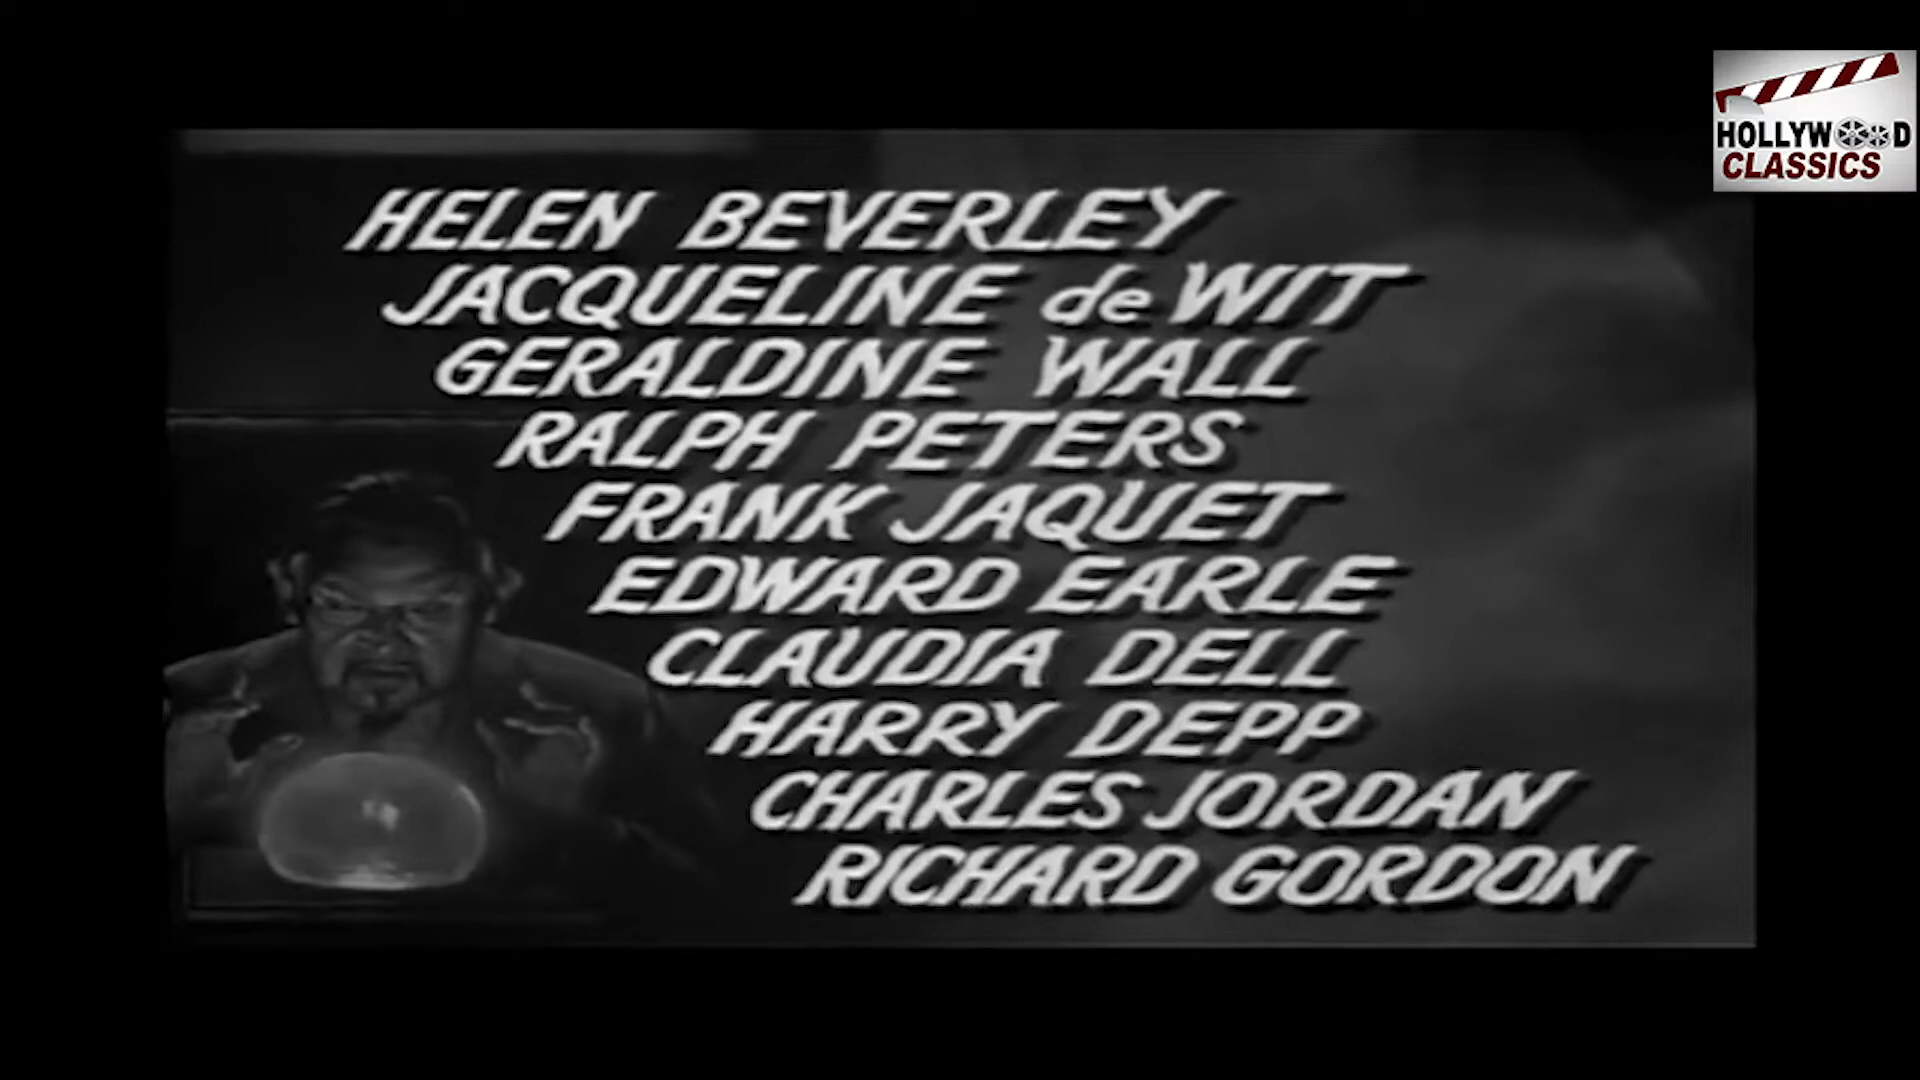 HELEN BEVERLEY
JACQUELINE de WIT
GERALDINE WALL
RALPH PETERS
FRANK JAQUET
EDWARD EARLE
CLAUDIA DELL
HARRY DEPP
CHARLES JORDAN
RICHARD GORDON
HOLLYWOOD
CLASSICS